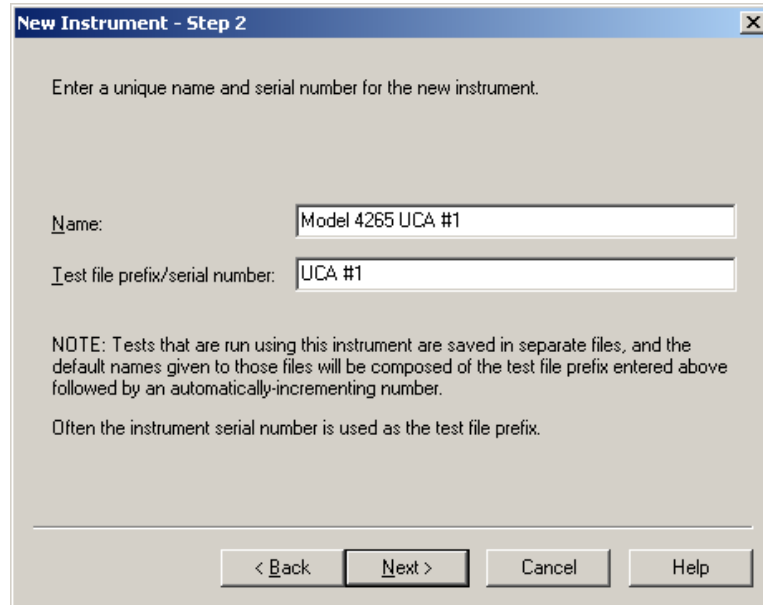 New Instrument - Step 2
Enter a unique name and serial number for the new instrument.
Name: Model 4265 UCA #1
Test file prefix/serial number: UCA #1
NOTE: Tests that are run using this instrument are saved in separate files, and the
default names given to those files will be composed of the test file prefix entered above
followed by an automatically-incrementing number.
Often the instrument serial number is used as the test file prefix.
< Back Next > Cancel Help